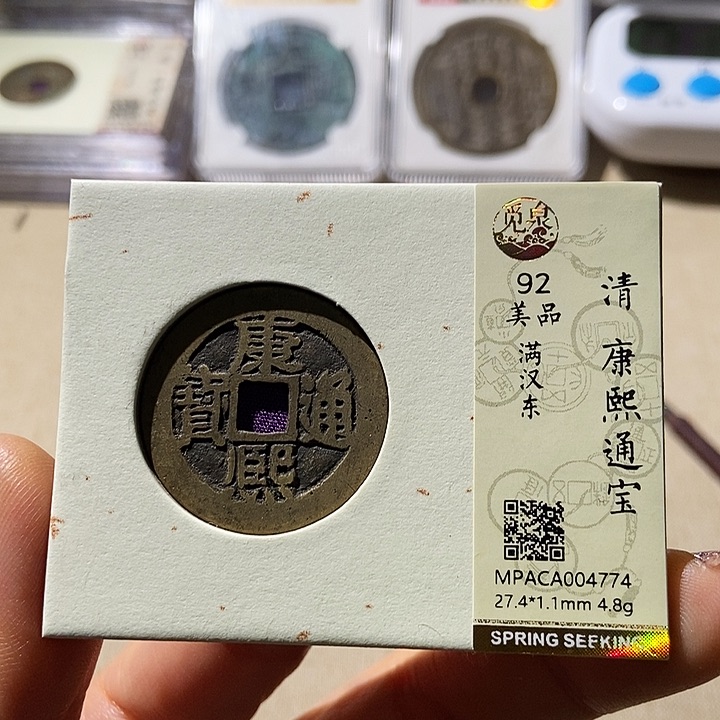 康熙通寳
觅泉
92
美品
满汉东
清 康熙通宝
MPACA004774
27.4*1.1mm 4.8g
SPRING SEEKING